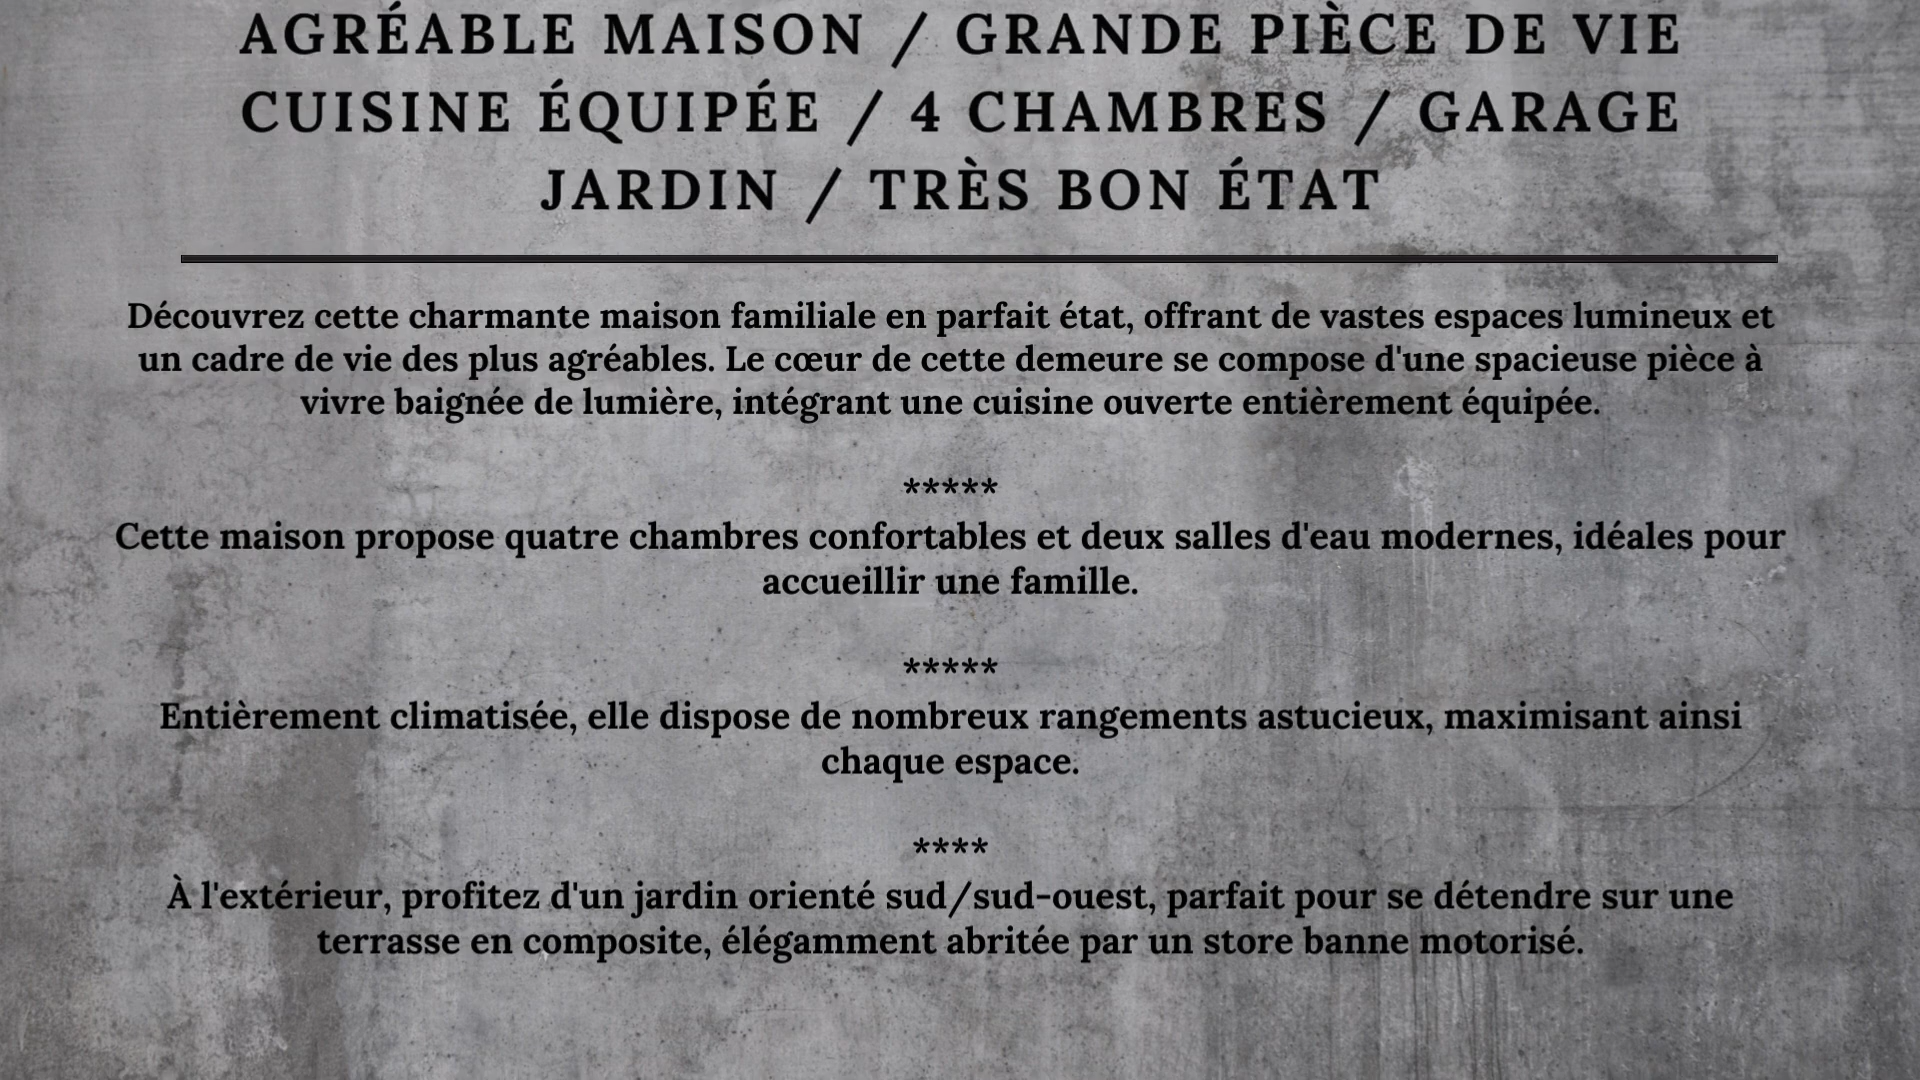 AGRÉABLE MAISON / GRANDE PIÈCE DE VIE
CUISINE ÉQUIPÉE / 4 CHAMBRES / GARAGE
JARDIN / TRÈS BON ÉTAT
Découvrez cette charmante maison familiale en parfait état, offrant de vastes espaces lumineux et
un cadre de vie des plus agréables. Le cœur de cette demeure se compose d'une spacieuse pièce à
vivre baignée de lumière, intégrant une cuisine ouverte entièrement équipée.
*****
Cette maison propose quatre chambres confortables et deux salles d'eau modernes, idéales pour
accueillir une famille.
*****
Entièrement climatisée, elle dispose de nombreux rangements astucieux, maximisant ainsi
chaque espace.
****
À l'extérieur, profitez d'un jardin orienté sud/sud-ouest, parfait pour se détendre sur une
terrasse en composite, élégamment abritée par un store banne motorisé.